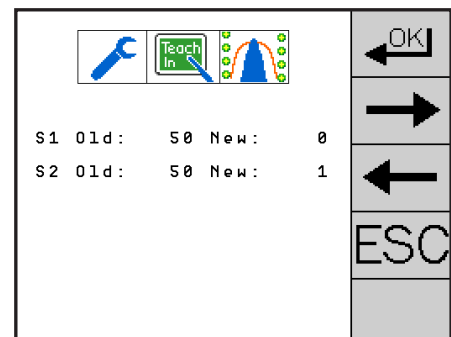 Teach
In
OK
S1 Old: 50 New: 0
S2 Old: 50 New: 1
ESC